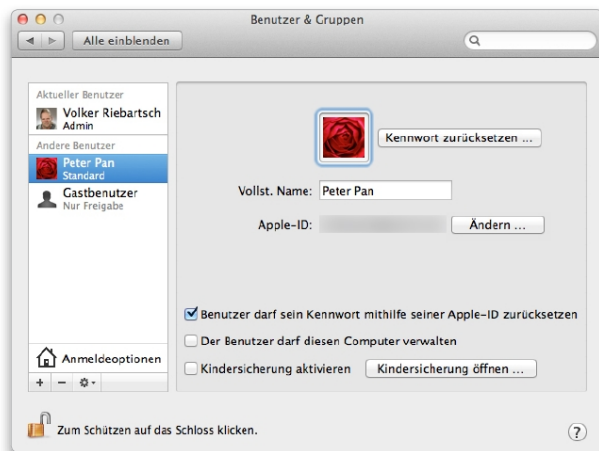 Benutzer & Gruppen
Alle einblenden
Aktueller Benutzer
Volker Riebartsch
Admin
Andere Benutzer
Peter Pan
Standard
Gastbenutzer
Nur Freigabe
Anmeldeoptionen
Kennwort zurücksetzen ...
Vollst. Name: Peter Pan
Apple-ID: Ändern ...
Benutzer darf sein Kennwort mithilfe seiner Apple-ID zurücksetzen
Der Benutzer darf diesen Computer verwalten
Kindersicherung aktivieren Kindersicherung öffnen ...
Zum Schützen auf das Schloss klicken.
?